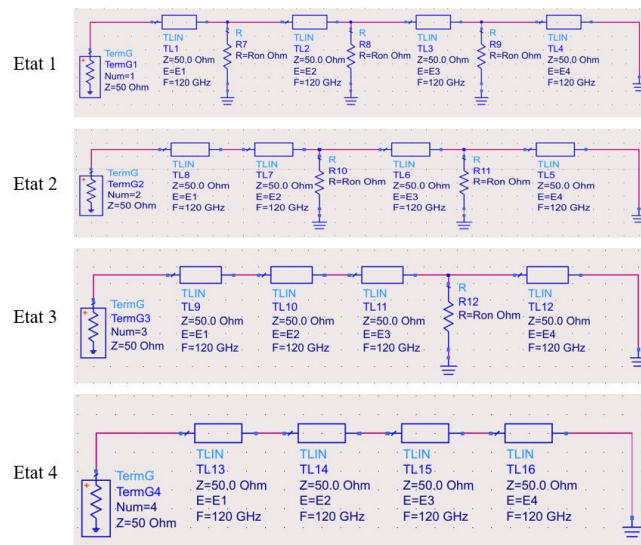 Etat 1
TermG
TermG1
Num=1
Z=50 Ohm
TLIN
TL1
Z=50.0 Ohm
E=E1
F=120 GHz
R
R7
R=Ron Ohm
TLIN
TL2
Z=50.0 Ohm
E=E2
F=120 GHz
R
R8
R=Ron Ohm
TLIN
TL3
Z=50.0 Ohm
E=E3
F=120 GHz
R
R9
R=Ron Ohm
TLIN
TL4
Z=50.0 Ohm
E=E4
F=120 GHz
Etat 2
TermG
TermG2
Num=2
Z=50 Ohm
TLIN
TL8
Z=50.0 Ohm
E=E1
F=120 GHz
TLIN
TL7
Z=50.0 Ohm
E=E2
F=120 GHz
R
R10
R=Ron Ohm
TLIN
TL6
Z=50.0 Ohm
E=E3
F=120 GHz
R
R11
R=Ron Ohm
TLIN
TL5
Z=50.0 Ohm
E=E4
F=120 GHz
Etat 3
TermG
TermG3
Num=3
Z=50 Ohm
TLIN
TL9
Z=50.0 Ohm
E=E1
F=120 GHz
TLIN
TL10
Z=50.0 Ohm
E=E2
F=120 GHz
TLIN
TL11
Z=50.0 Ohm
E=E3
F=120 GHz
R
R12
R=Ron Ohm
TLIN
TL12
Z=50.0 Ohm
E=E4
F=120 GHz
Etat 4
TermG
TermG4
Num=4
Z=50 Ohm
TLIN
TL13
Z=50.0 Ohm
E=E1
F=120 GHz
TLIN
TL14
Z=50.0 Ohm
E=E2
F=120 GHz
TLIN
TL15
Z=50.0 Ohm
E=E3
F=120 GHz
TLIN
TL16
Z=50.0 Ohm
E=E4
F=120 GHz